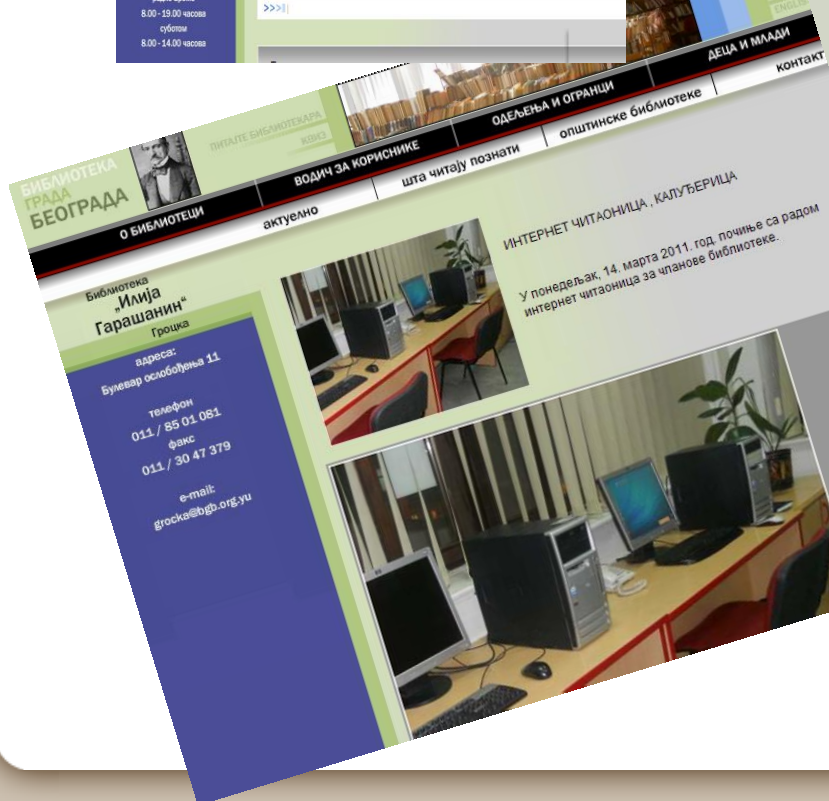 8.00 - 19.00 часова
суботом
8.00 - 14.00 часова
>>>||
БИБЛИОТЕКА
ГРАДА
БЕОГРАДА
ПИТАЈТЕ БИБЛИОТЕКАРА
КВИЗ
О БИБЛИОТЕЦИ
ВОДИЧ ЗА КОРИСНИКЕ
ОДЕЉЕЊА И ОГРАНЦИ
ДЕЦА И МЛАДИ
актуелно
шта читају познати
општинске библиотеке
контакт
Библиотека
„Илија
Гарашанин“
Гроцка
адреса:
Булевар ослобођења 11
телефон
011 / 85 01 081
факс
011 / 30 47 379
e-mail:
grocka@bgb.org.yu
ИНТЕРНЕТ ЧИТАОНИЦА , КАЛУЂЕРИЦА
У понедељак, 14. марта 2011. год. почиње са радом
интернет читаоница за чланове библиотеке.